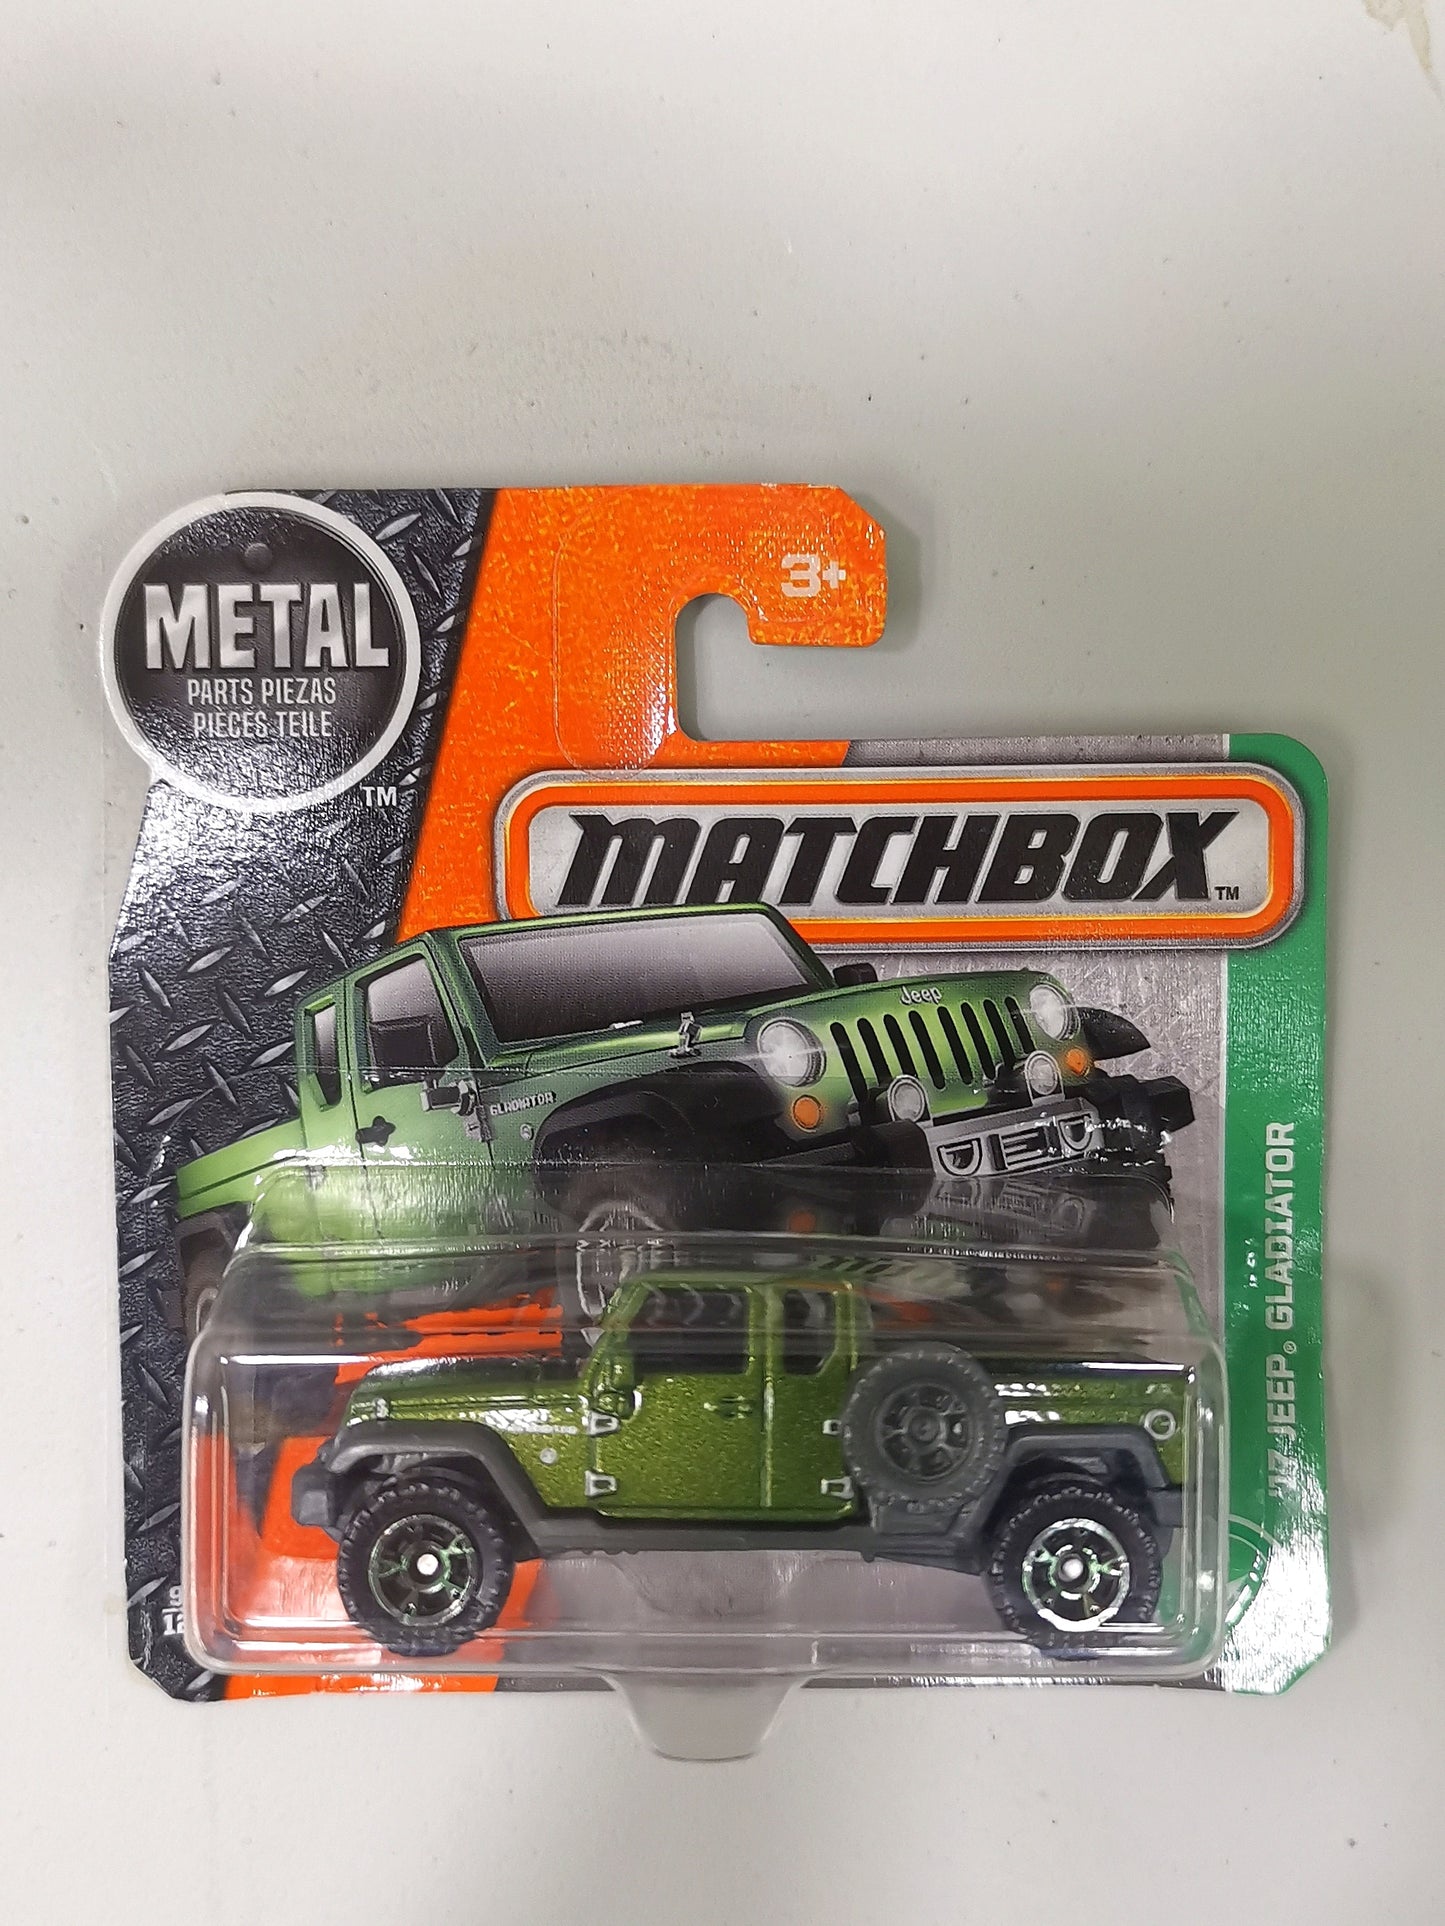 3+
METAL
PARTS PIEZAS
PIÈCES TEILE
TM
MATCHBOX TM
Jeep
GLADIATOR
'17 JEEP® GLADIATOR